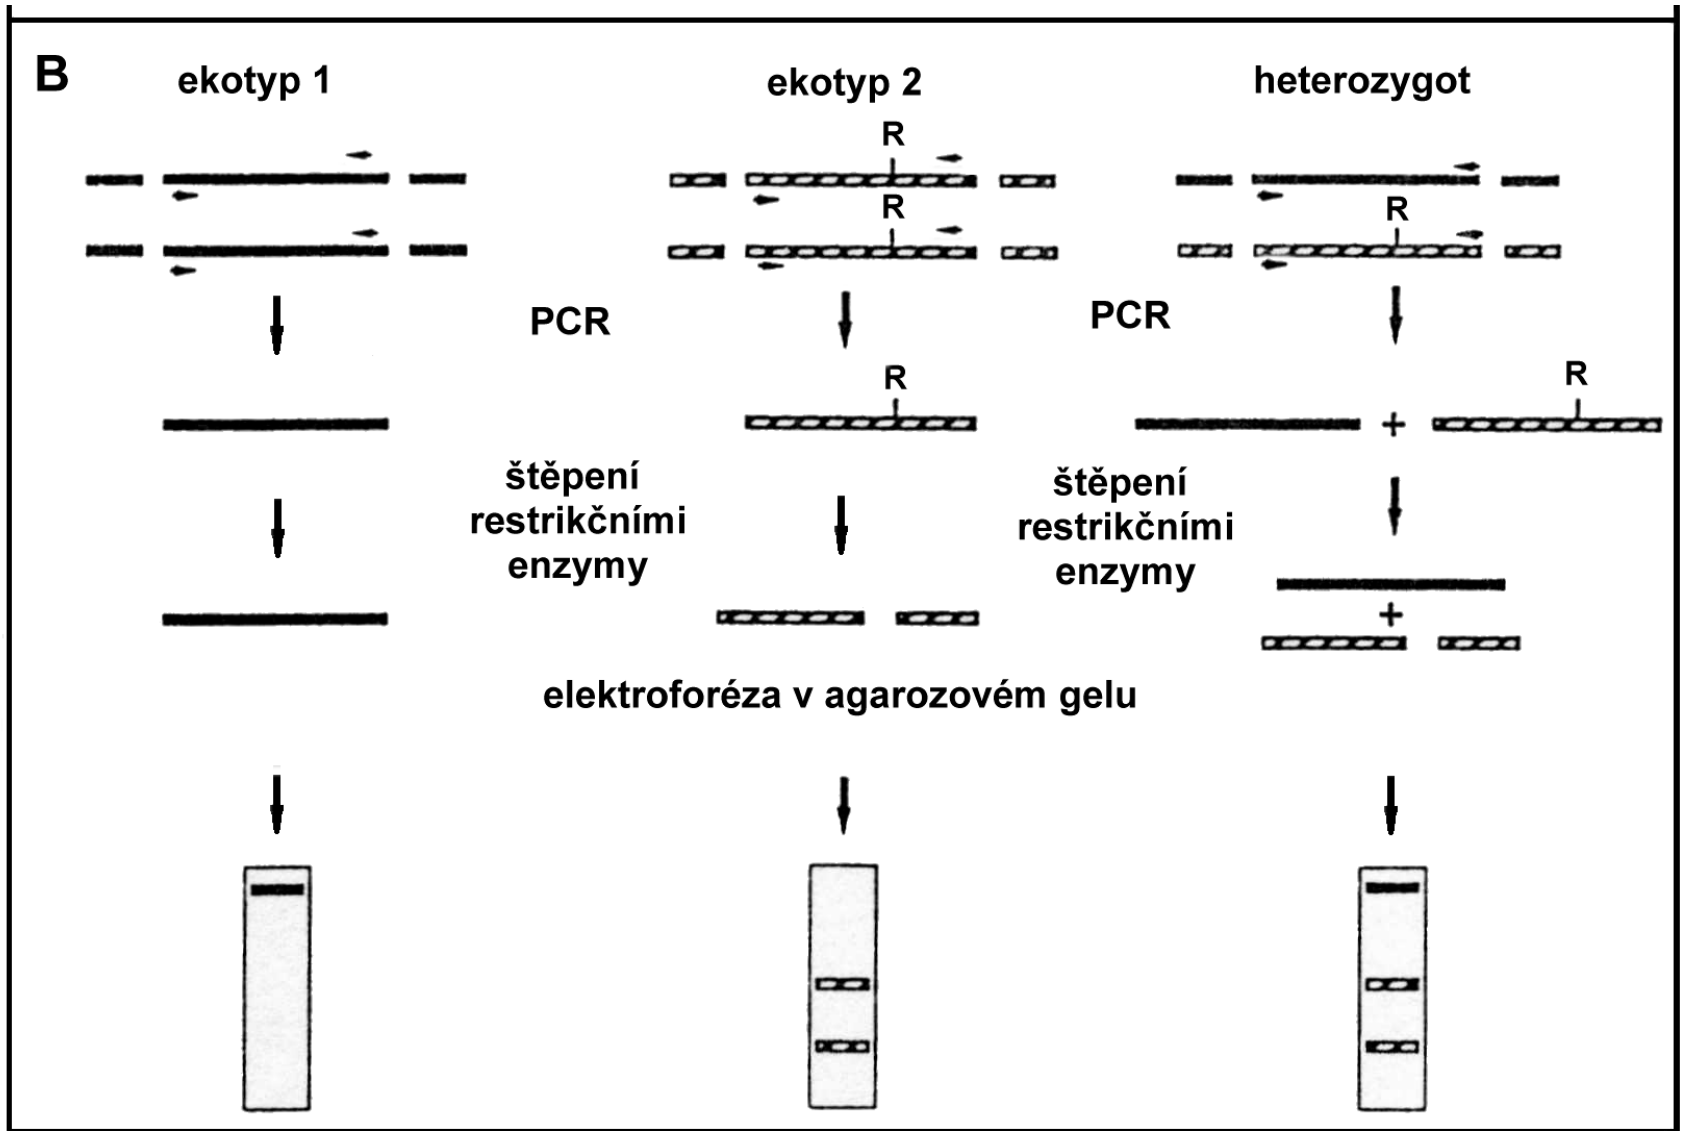 B
ekotyp 1
ekotyp 2
heterozygot
R
R
R
PCR
PCR
R
R
štěpení
restrikčními
enzymy
štěpení
restrikčními
enzymy
+
+
elektroforéza v agarozovém gelu